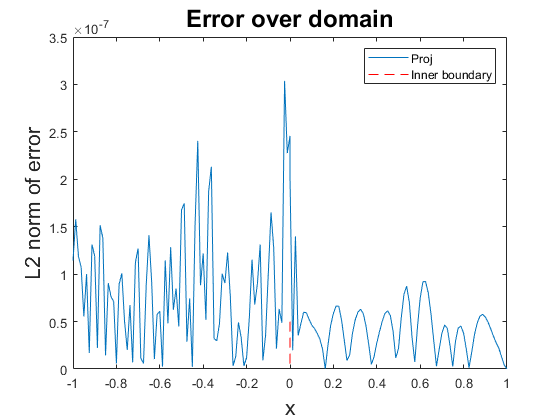 Error over domain
×10⁻⁷
3.5
3
2.5
2
1.5
1
0.5
0
L2 norm of error
Proj
Inner boundary
-1 -0.8 -0.6 -0.4 -0.2 0 0.2 0.4 0.6 0.8 1
x